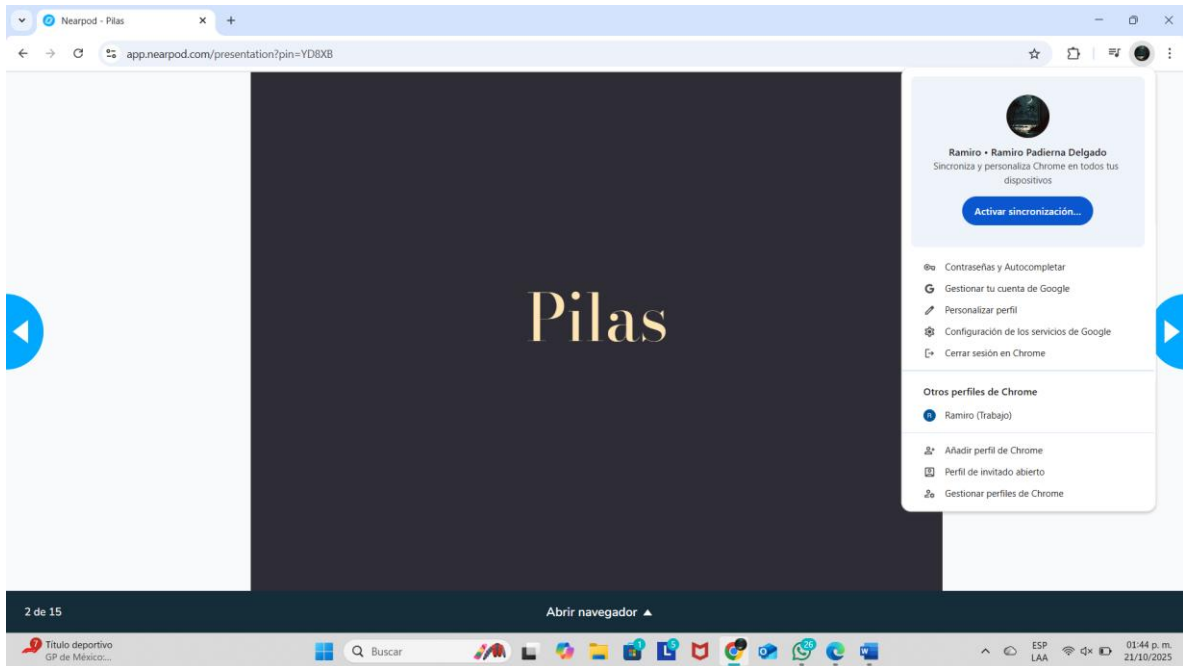 Nearpod - Pilas
app.nearpod.com/presentation?pin=YD8XB
Ramiro • Ramiro Padierna Delgado
Sincroniza y personaliza Chrome en todos tus
dispositivos
Activar sincronización...
Contraseñas y Autocompletar
Gestionar tu cuenta de Google
Personalizar perfil
Configuración de los servicios de Google
Cerrar sesión en Chrome
Otros perfiles de Chrome
R Ramiro (Trabajo)
Añadir perfil de Chrome
Perfil de invitado abierto
Gestionar perfiles de Chrome
Pilas
2 de 15
Abrir navegador
7
Título deportivo
GP de México:...
Buscar
1
5
26
ESP
LAA
01:44 p. m.
21/10/2025